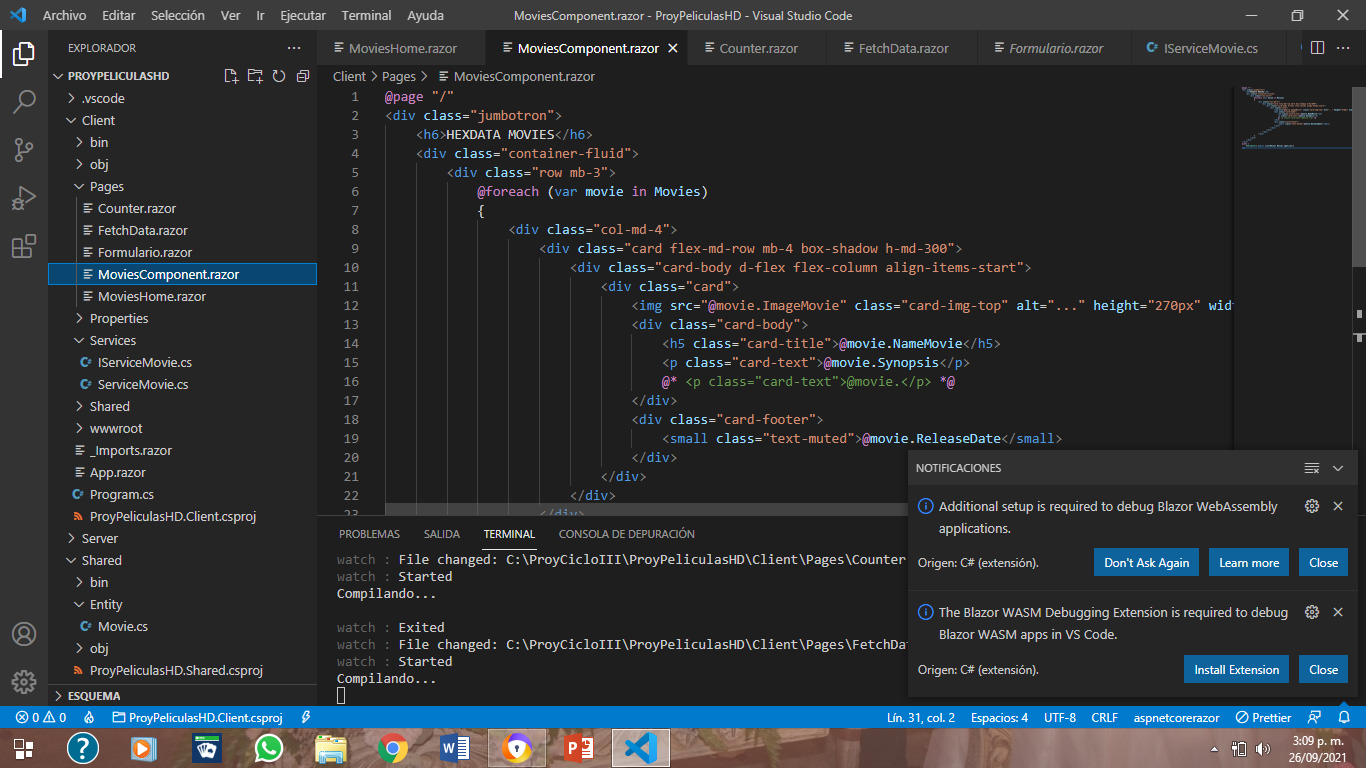 Archivo Editar Selección Ver Ir Ejecutar Terminal Ayuda
MoviesComponent.razor - ProyPeliculasHD - Visual Studio Code
EXPLORADOR
PROYPELICULASHD
.vscode
Client
bin
obj
Pages
Counter.razor
FetchData.razor
Formulario.razor
MoviesComponent.razor
MoviesHome.razor
Properties
Services
IServiceMovie.cs
ServiceMovie.cs
Shared
wwwroot
_Imports.razor
App.razor
Program.cs
ProyPeliculasHD.Client.csproj
Server
Shared
bin
Entity
Movie.cs
obj
ProyPeliculasHD.Shared.csproj
ESQUEMA
MoviesHome.razor MoviesComponent.razor Counter.razor FetchData.razor Formulario.razor IServiceMovie.cs
Client > Pages > MoviesComponent.razor
1 @page "/"
2 <div class="jumbotron">
3 <h6>HEXDATA MOVIES</h6>
4 <div class="container-fluid">
5 <div class="row mb-3">
6 @foreach (var movie in Movies)
7 {
8 <div class="col-md-4">
9 <div class="card flex-md-row mb-4 box-shadow h-md-300">
10 <div class="card-body d-flex flex-column align-items-start">
11 <div class="card">
12 <img src="@movie.ImageMovie" class="card-img-top" alt="..." height="270px" wid
13 <div class="card-body">
14 <h5 class="card-title">@movie.NameMovie</h5>
15 <p class="card-text">@movie.Synopsis</p>
16 @* <p class="card-text">@movie.</p> *@
17 </div>
18 <div class="card-footer">
19 <small class="text-muted">@movie.ReleaseDate</small>
20 </div>
21 </div>
22 </div>
23 </div>
PROBLEMAS SALIDA TERMINAL CONSOLA DE DEPURACIÓN
watch : File changed: C:\ProyCicloIII\ProyPeliculasHD\Client\Pages\Counter
watch : Started
Compilando...
watch : Exited
watch : File changed: C:\ProyCicloIII\ProyPeliculasHD\Client\Pages\FetchDat
watch : Started
Compilando...
NOTIFICACIONES
Additional setup is required to debug Blazor WebAssembly
applications.
Origen: C# (extensión). Don't Ask Again Learn more Close
The Blazor WASM Debugging Extension is required to debug
Blazor WASM apps in VS Code.
Origen: C# (extensión). Install Extension Close
0 0 ProyPeliculasHD.Client.csproj Lín. 31, col. 2 Espacios: 4 UTF-8 CRLF aspnetcorerazor Prettier
3:09 p. m.
26/09/2021